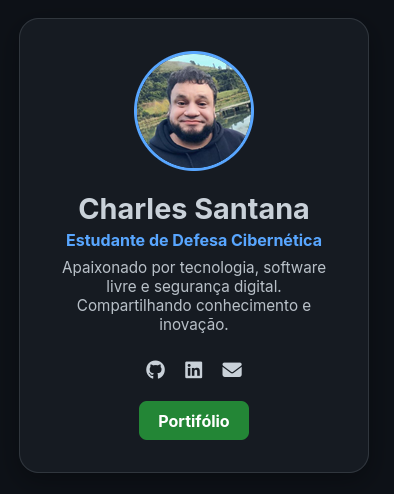 Charles Santana
Estudante de Defesa Cibernética
Apaixonado por tecnologia, software
livre e segurança digital.
Compartilhando conhecimento e
inovação.
Portifólio